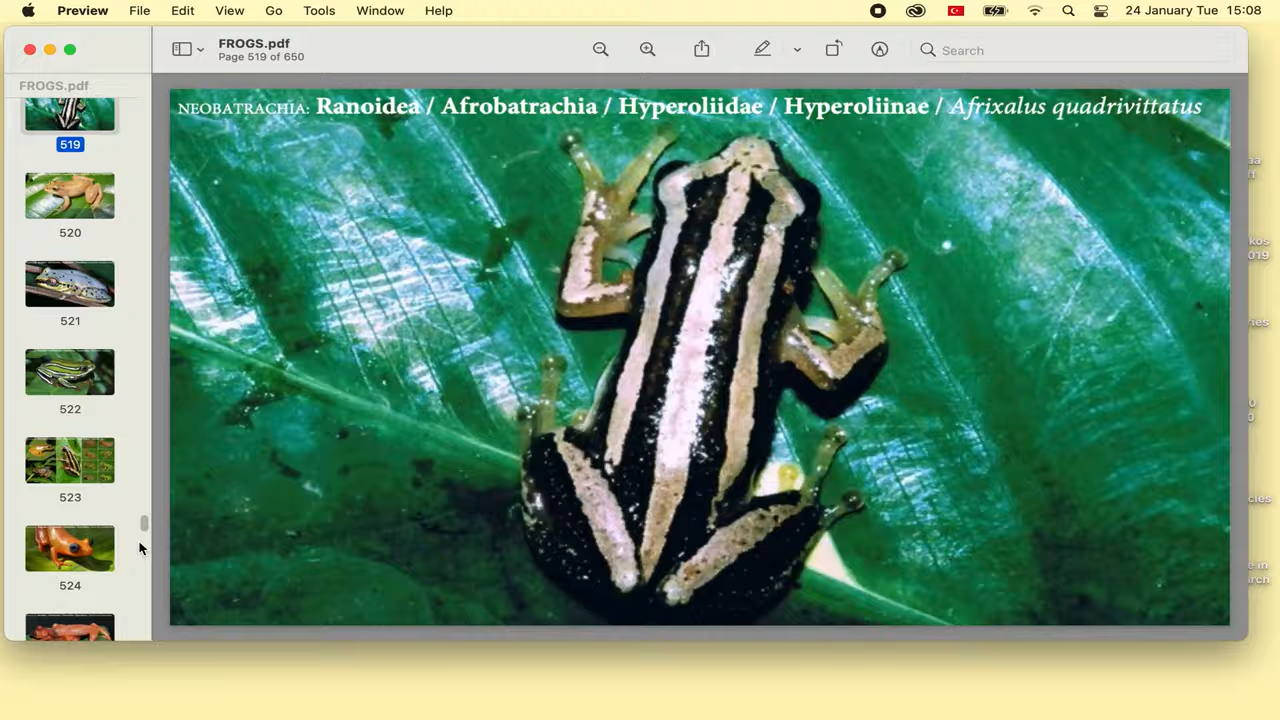 Preview File Edit View Go Tools Window Help 24 January Tue 15:08
FROGS.pdf
Page 519 of 650
Search
FROGS.pdf
519
520
521
522
523
524
NEOBATRACHIA: Ranoidea / Afrobatrachia / Hyperoliidae / Hyperoliinae / Afrixalus quadrivittatus